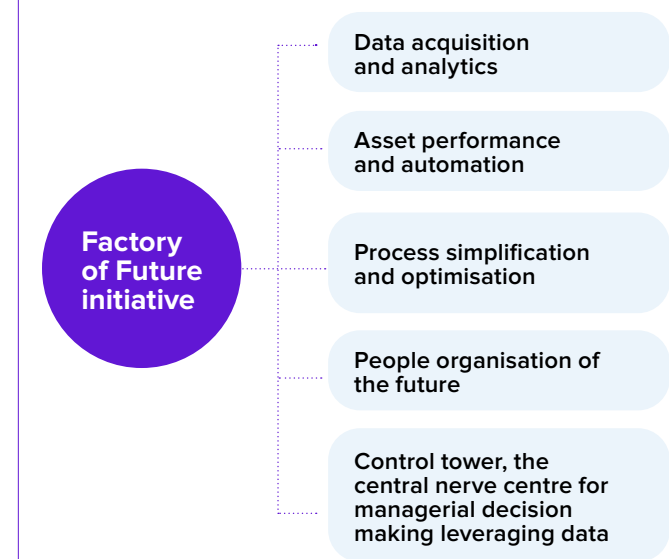 Factory
of Future
initiative
Data acquisition
and analytics
Asset performance
and automation
Process simplification
and optimisation
People organisation of
the future
Control tower, the
central nerve centre for
managerial decision
making leveraging data